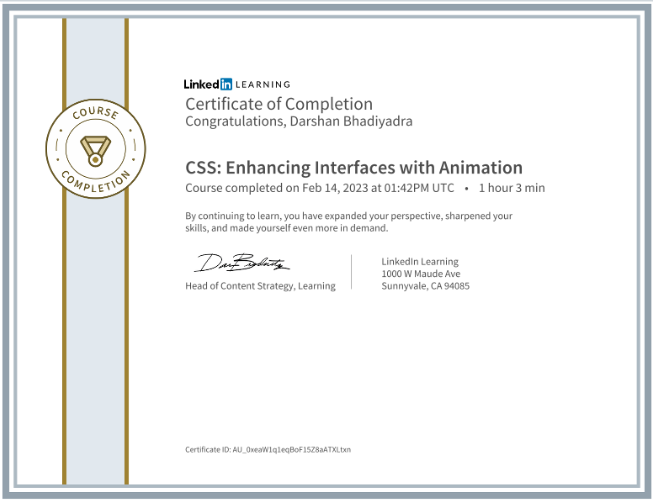 COURSE
COMPLETION
Linkedin LEARNING
Certificate of Completion
Congratulations, Darshan Bhadiyadra
CSS: Enhancing Interfaces with Animation
Course completed on Feb 14, 2023 at 01:42PM UTC • 1 hour 3 min
By continuing to learn, you have expanded your perspective, sharpened your
skills, and made yourself even more in demand.
Head of Content Strategy, Learning
LinkedIn Learning
1000 W Maude Ave
Sunnyvale, CA 94085
Certificate ID: AU_0xeaW1q1eqBoF15Z8aATXLtxn